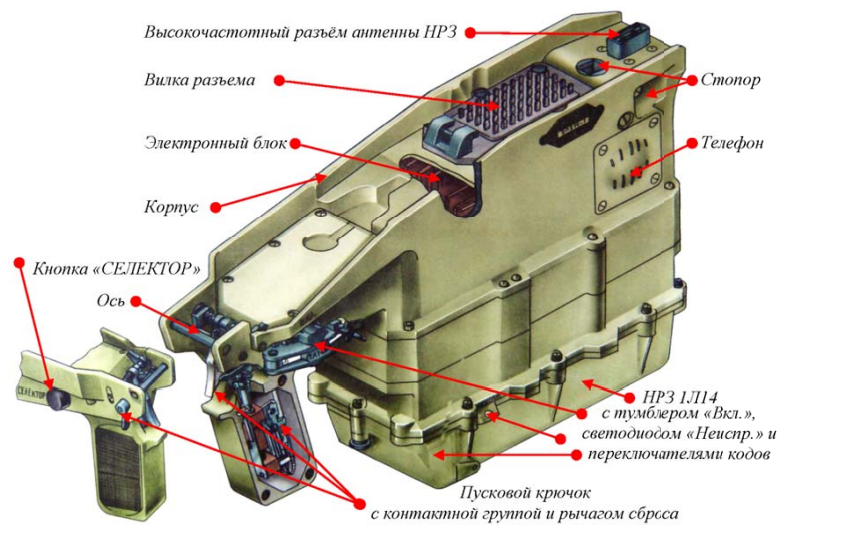 Высокочастотный разъём антенны НРЗ
Вилка разъема
Стопор
Электронный блок
Телефон
Корпус
Кнопка «СЕЛЕКТОР»
Ось
СЕЛЕКТОР
НРЗ 1Л14
с тумблером «Вкл.»,
светодиодом «Неиспр.» и
переключателями кодов
Пусковой крючок
с контактной группой и рычагом сброса